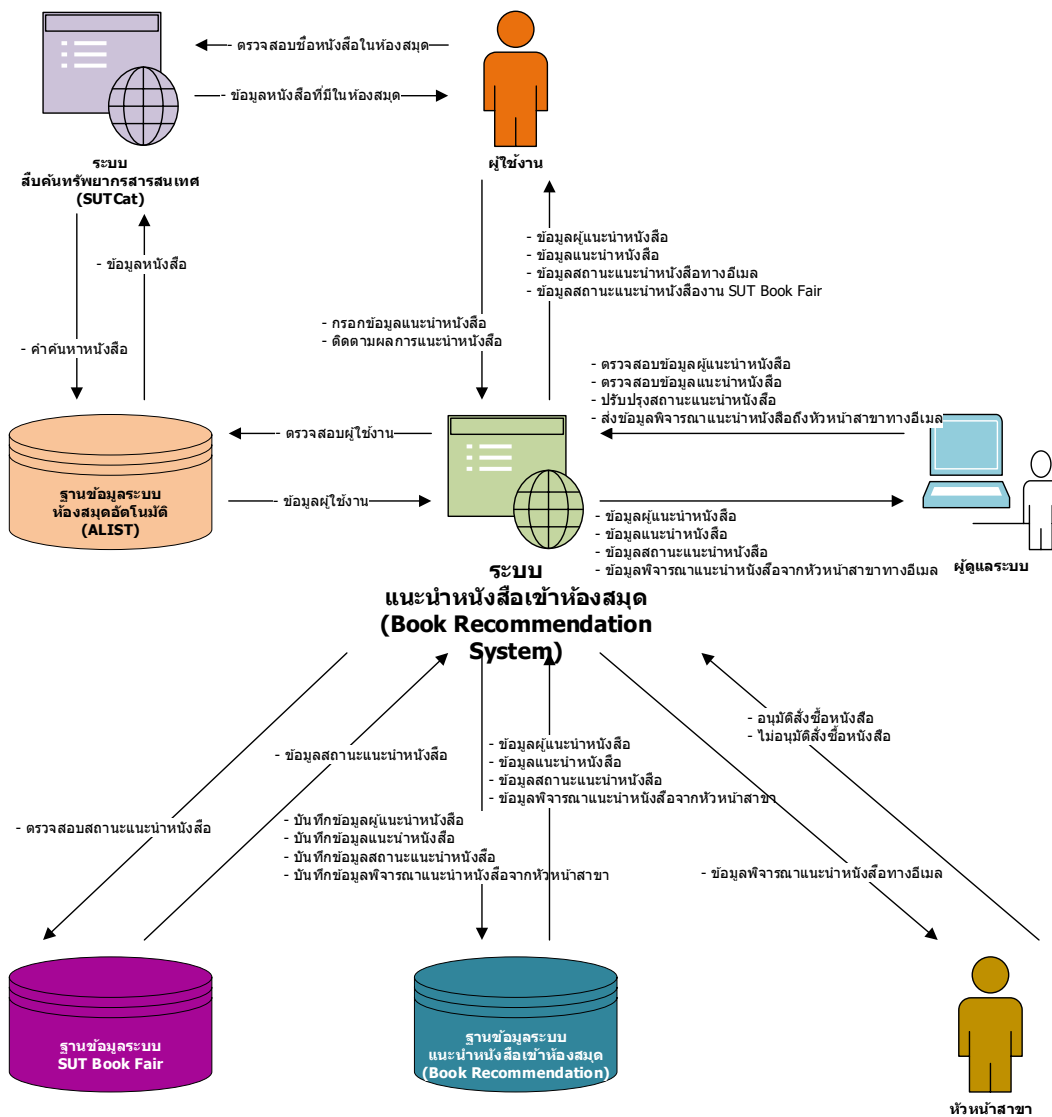 - ตรวจสอบชื่อหนังสือในห้องสมุด
- ข้อมูลหนังสือที่มีในห้องสมุด
ระบบ
สืบค้นทรัพยากรสารสนเทศ
(SUTCat)
ผู้ใช้งาน
- ข้อมูลผู้แนะนำหนังสือ
- ข้อมูลแนะนำหนังสือ
- ข้อมูลสถานะแนะนำหนังสือทางอีเมล
- ข้อมูลสถานะแนะนำหนังสืองาน SUT Book Fair
- ข้อมูลหนังสือ
- กรอกข้อมูลแนะนำหนังสือ
- ติดตามผลการแนะนำหนังสือ
- คำค้นหาหนังสือ
- ตรวจสอบข้อมูลผู้แนะนำหนังสือ
- ตรวจสอบข้อมูลแนะนำหนังสือ
- ปรับปรุงสถานะแนะนำหนังสือ
- ส่งข้อมูลพิจารณาแนะนำหนังสือถึงหัวหน้าสาขาทางอีเมล
- ตรวจสอบผู้ใช้งาน
- ข้อมูลผู้ใช้งาน
ฐานข้อมูลระบบ
ห้องสมุดอัตโนมัติ
(ALIST)
- ข้อมูลผู้แนะนำหนังสือ
- ข้อมูลแนะนำหนังสือ
- ข้อมูลสถานะแนะนำหนังสือ
- ข้อมูลพิจารณาแนะนำหนังสือจากหัวหน้าสาขาทางอีเมล
ผู้ดูแลระบบ
ระบบ
แนะนำหนังสือเข้าห้องสมุด
(Book Recommendation
System)
- อนุมัติสั่งซื้อหนังสือ
- ไม่อนุมัติสั่งซื้อหนังสือ
- ข้อมูลสถานะแนะนำหนังสือ
- ข้อมูลผู้แนะนำหนังสือ
- ข้อมูลแนะนำหนังสือ
- ข้อมูลสถานะแนะนำหนังสือ
- ข้อมูลพิจารณาแนะนำหนังสือจากหัวหน้าสาขา
- ตรวจสอบสถานะแนะนำหนังสือ
- บันทึกข้อมูลผู้แนะนำหนังสือ
- บันทึกข้อมูลแนะนำหนังสือ
- บันทึกข้อมูลสถานะแนะนำหนังสือ
- บันทึกข้อมูลพิจารณาแนะนำหนังสือจากหัวหน้าสาขา
- ข้อมูลพิจารณาแนะนำหนังสือทางอีเมล
ฐานข้อมูลระบบ
SUT Book Fair
ฐานข้อมูลระบบ
แนะนำหนังสือเข้าห้องสมุด
(Book Recommendation)
หัวหน้าสาขา